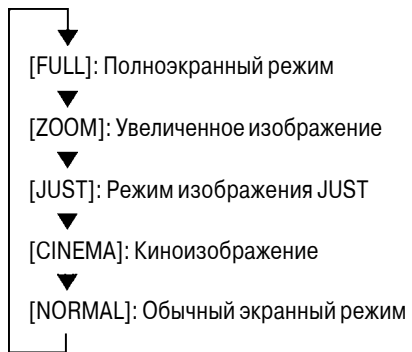 [FULL]: Полноэкранный режим
[ZOOM]: Увеличенное изображение
[JUST]: Режим изображения JUST
[CINEMA]: Киноизображение
[NORMAL]: Обычный экранный режим